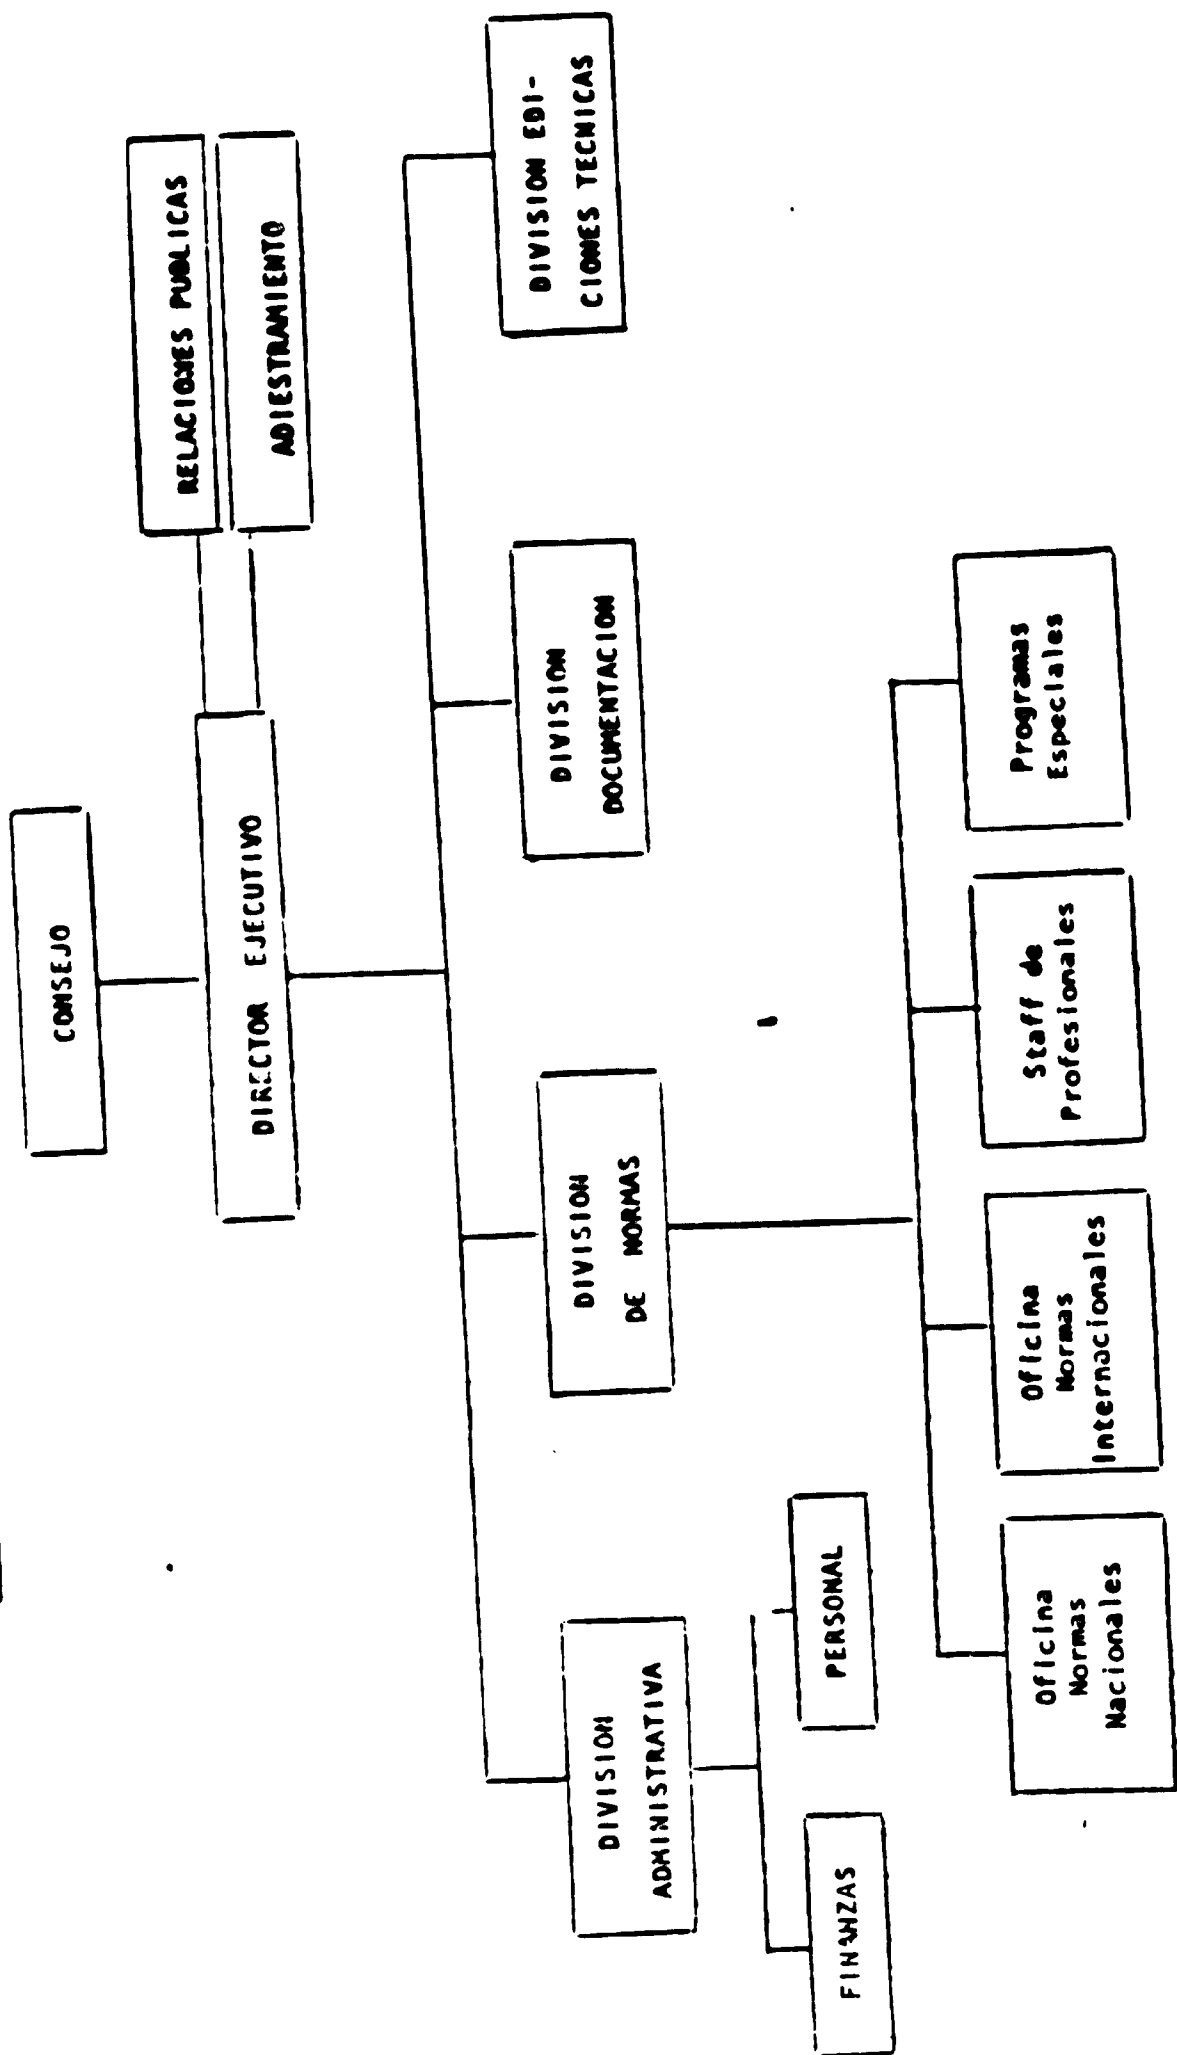 CONSEJO
DIRECTOR EJECUTIVO
RELACIONES PUBLICAS
ADIESTRAMIENTO
DIVISION
ADMINISTRATIVA
DIVISION
DE NORMAS
DIVISION
DOCUMENTACION
DIVISION EDI-
CIONES TECNICAS
FINANZAS
PERSONAL
Oficina
Normas
Nacionales
Oficina
Normas
Internacionales
Staff de
Profesionales
Programas
Especiales